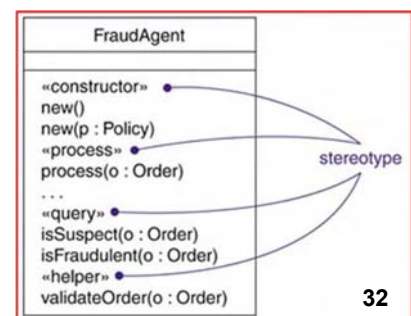 FraudAgent
«constructor»
new()
new(p : Policy)
«process»
process(o : Order)
. . .
«query»
isSuspect(o : Order)
isFraudulent(o : Order)
«helper»
validateOrder(o : Order)
stereotype
32